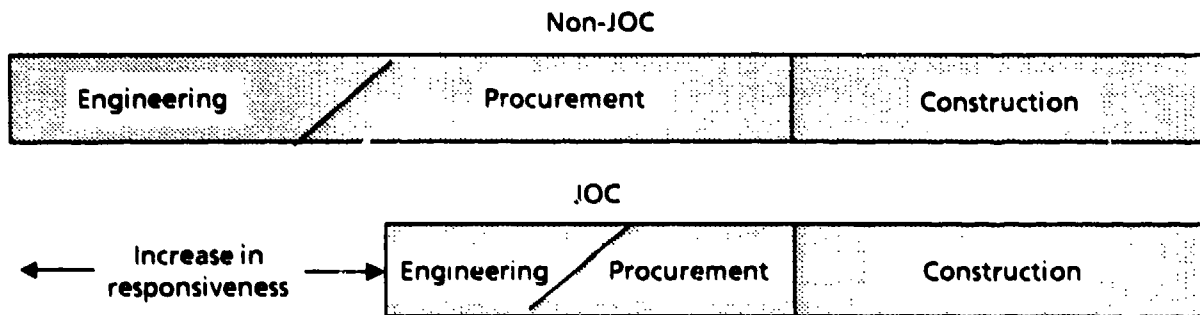 Non-JOC
Engineering Procurement Construction
JOC
Increase in
responsiveness
Engineering Procurement Construction